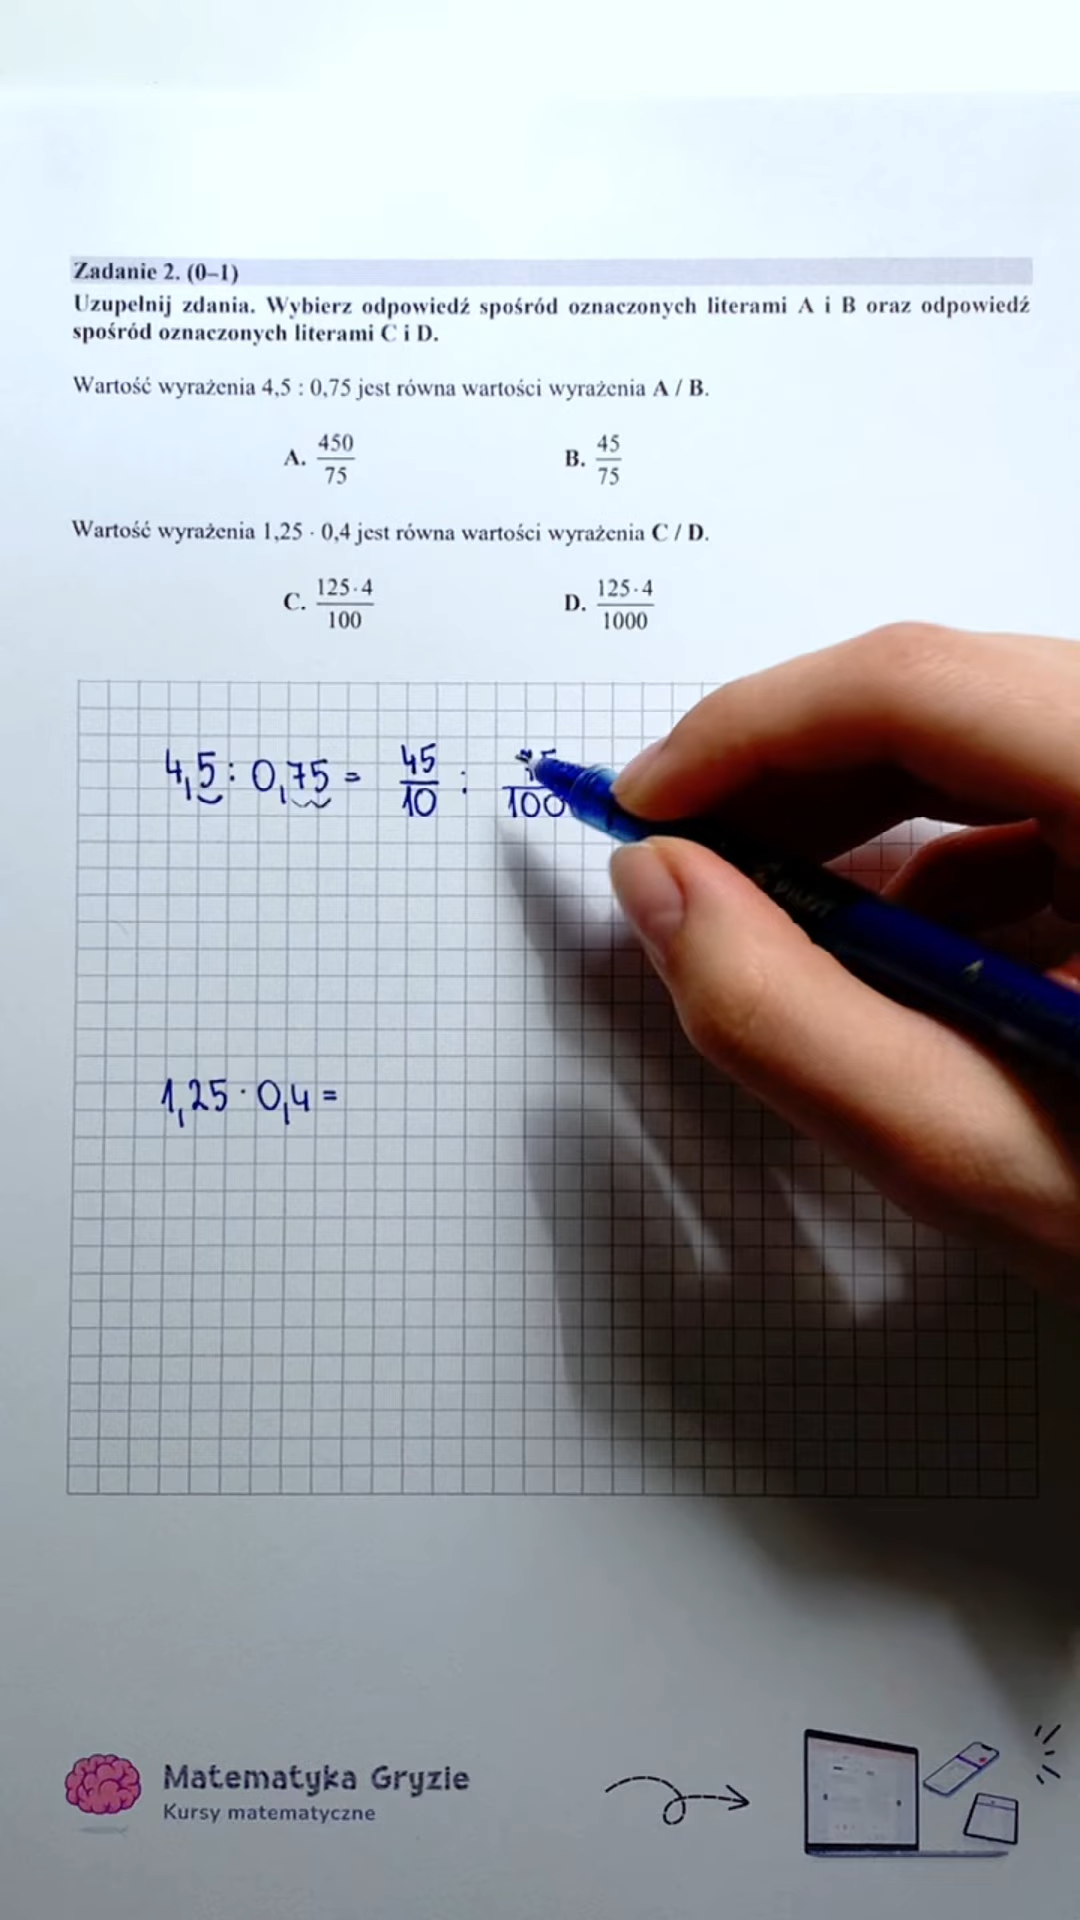 Zadanie 2. (0–1)
Uzupełnij zdania. Wybierz odpowiedź spośród oznaczonych literami A i B oraz odpowiedź
spośród oznaczonych literami C i D.
Wartość wyrażenia 4,5 : 0,75 jest równa wartości wyrażenia A / B.
A. 450/75 B. 45/75
Wartość wyrażenia 1,25 · 0,4 jest równa wartości wyrażenia C / D.
C. 125·4/100 D. 125·4/1000
4,5 : 0,75 = 45/10 : 75/100
1,25 · 0,4 =
Matematyka Gryzie
Kursy matematyczne